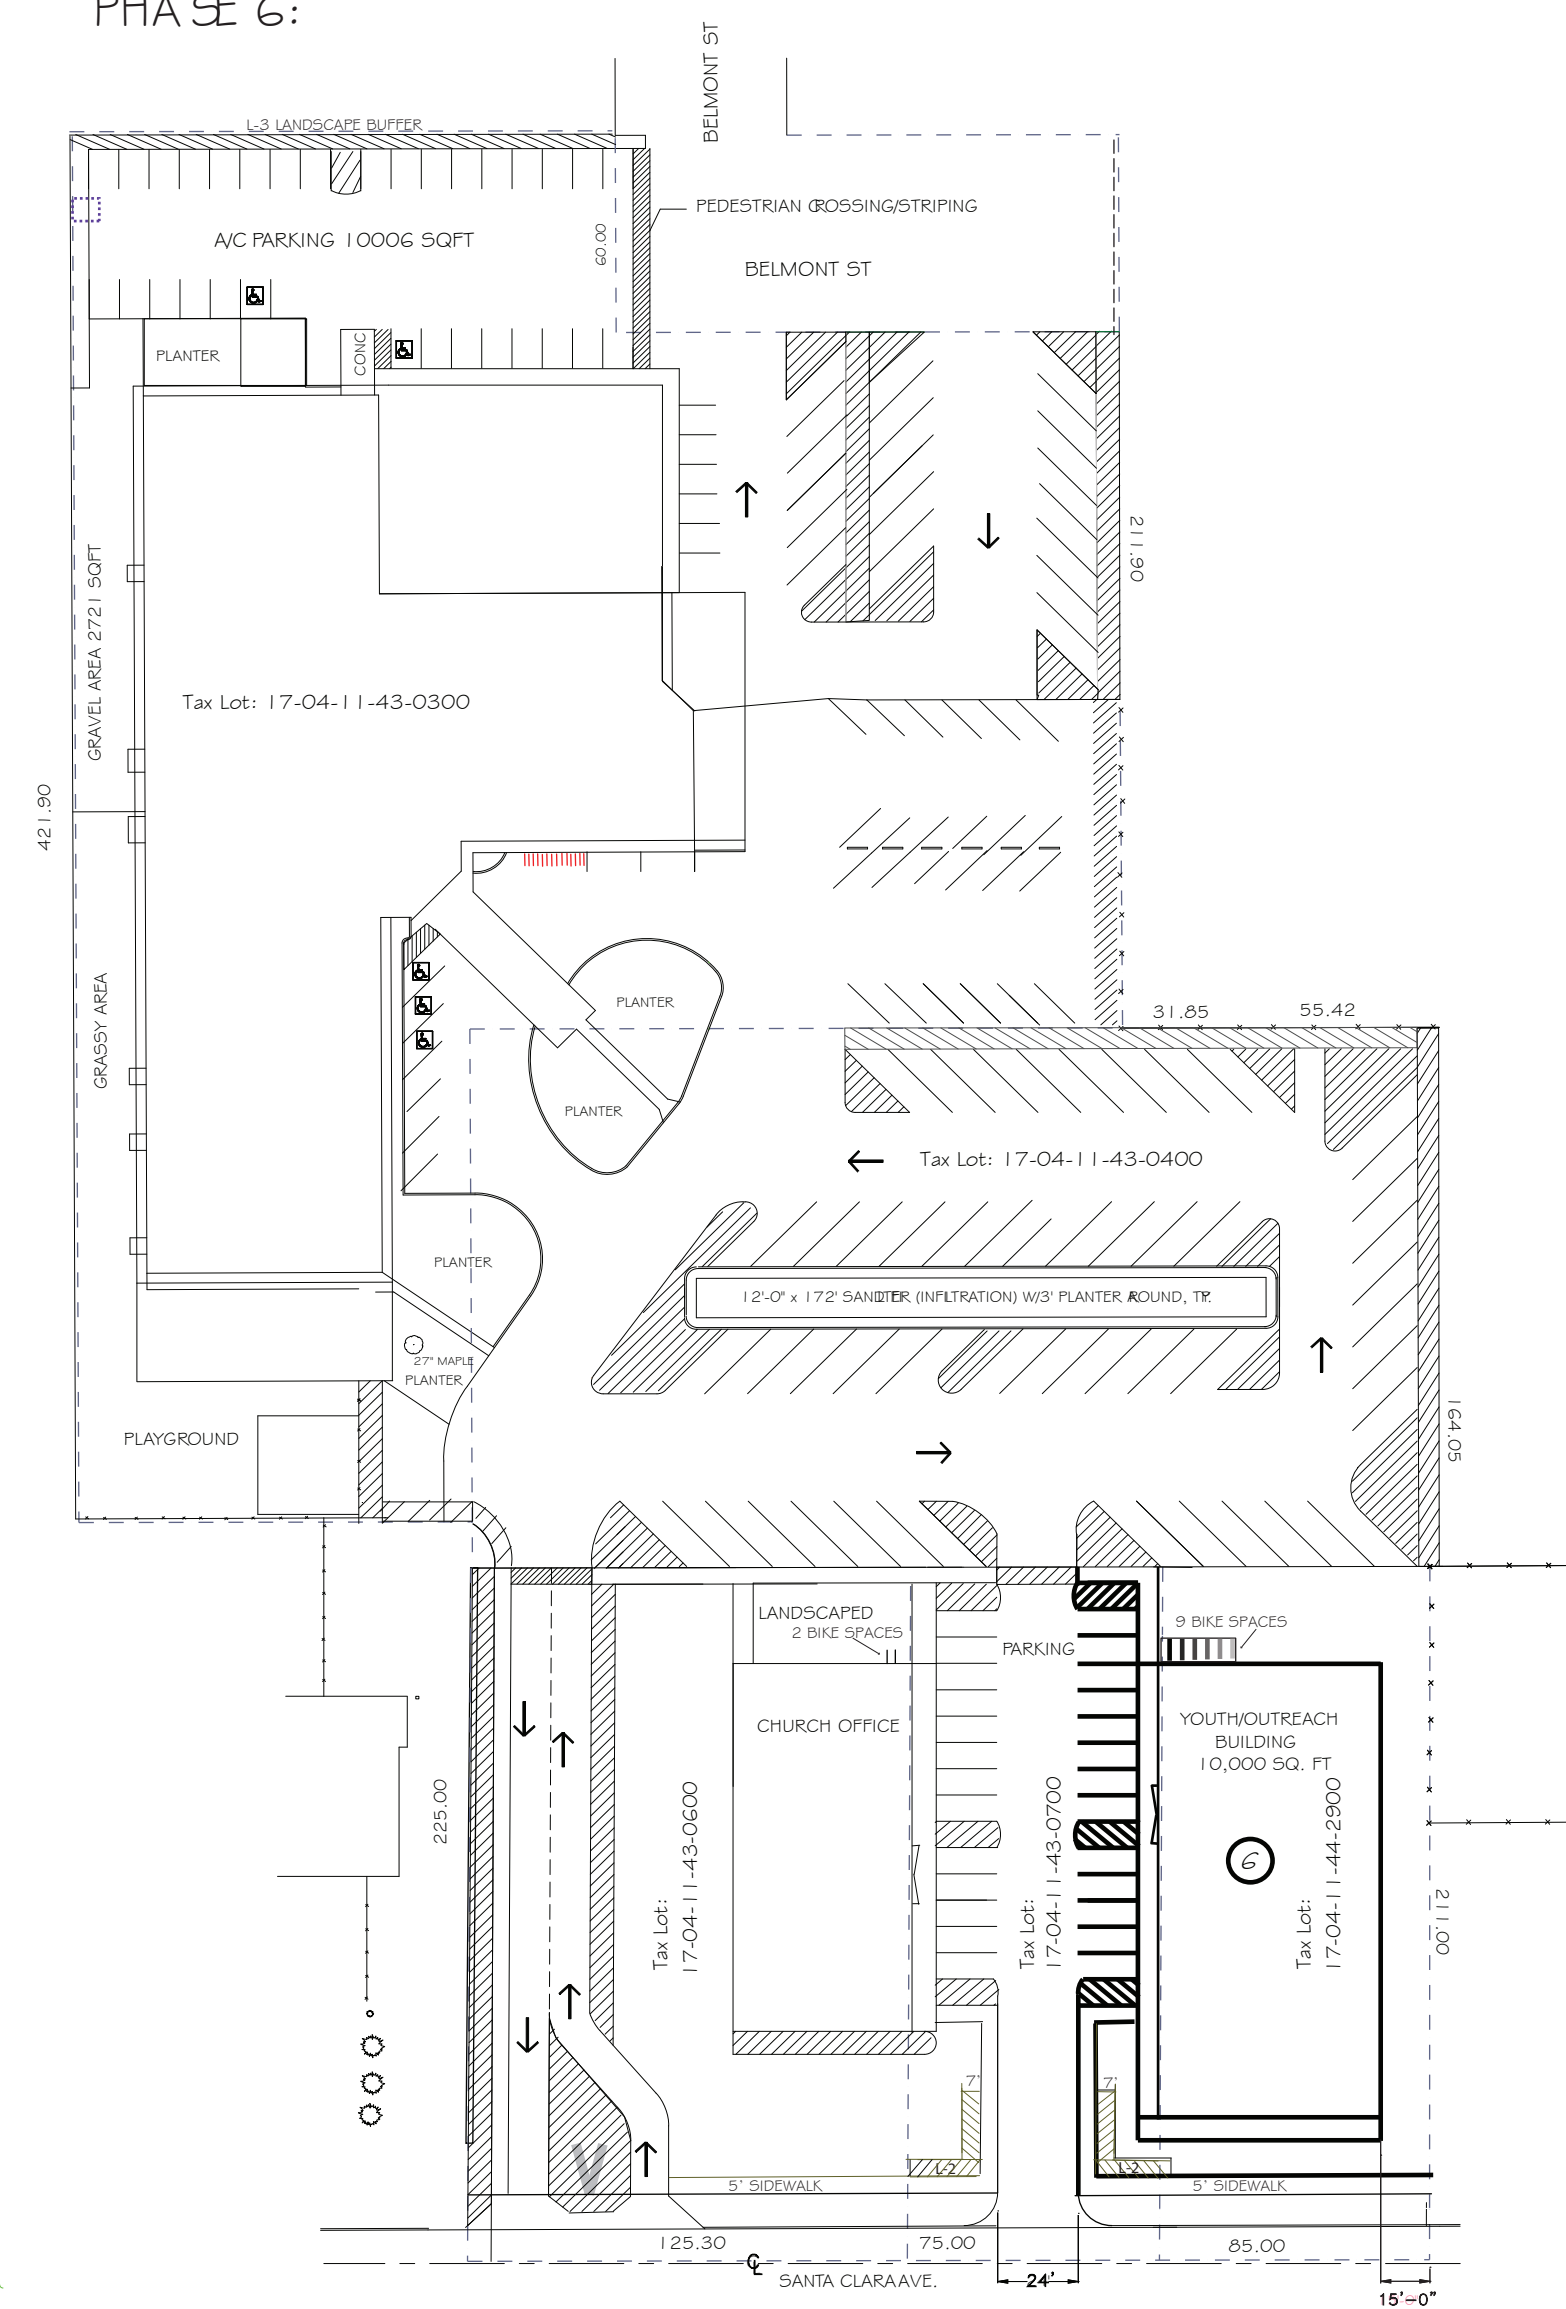 PHASE 6:
BELMONT ST
L-3 LANDSCAPE BUFFER
PEDESTRIAN CROSSING/STRIPING
A/C PARKING 10006 SQFT
60.00
BELMONT ST
PLANTER
CONC
211.90
GRAVEL AREA 2721 SQFT
Tax Lot: 17-04-11-43-0300
421.90
GRASSY AREA
PLANTER
31.85
55.42
PLANTER
Tax Lot: 17-04-11-43-0400
PLANTER
12'-0" x 172' SAND FILTER (INFILTRATION) W/3' PLANTER AROUND, TYP.
27" MAPLE
PLANTER
PLAYGROUND
164.05
LANDSCAPED
2 BIKE SPACES
PARKING
9 BIKE SPACES
CHURCH OFFICE
YOUTH/OUTREACH
BUILDING
10,000 SQ. FT
225.00
Tax Lot:
17-04-11-43-0600
Tax Lot:
17-04-11-43-0700
6
Tax Lot:
17-04-11-44-2900
211.00
7'
7'
L-2
L-2
5' SIDEWALK
5' SIDEWALK
125.30
75.00
85.00
SANTA CLARA AVE.
24'
15'-0"